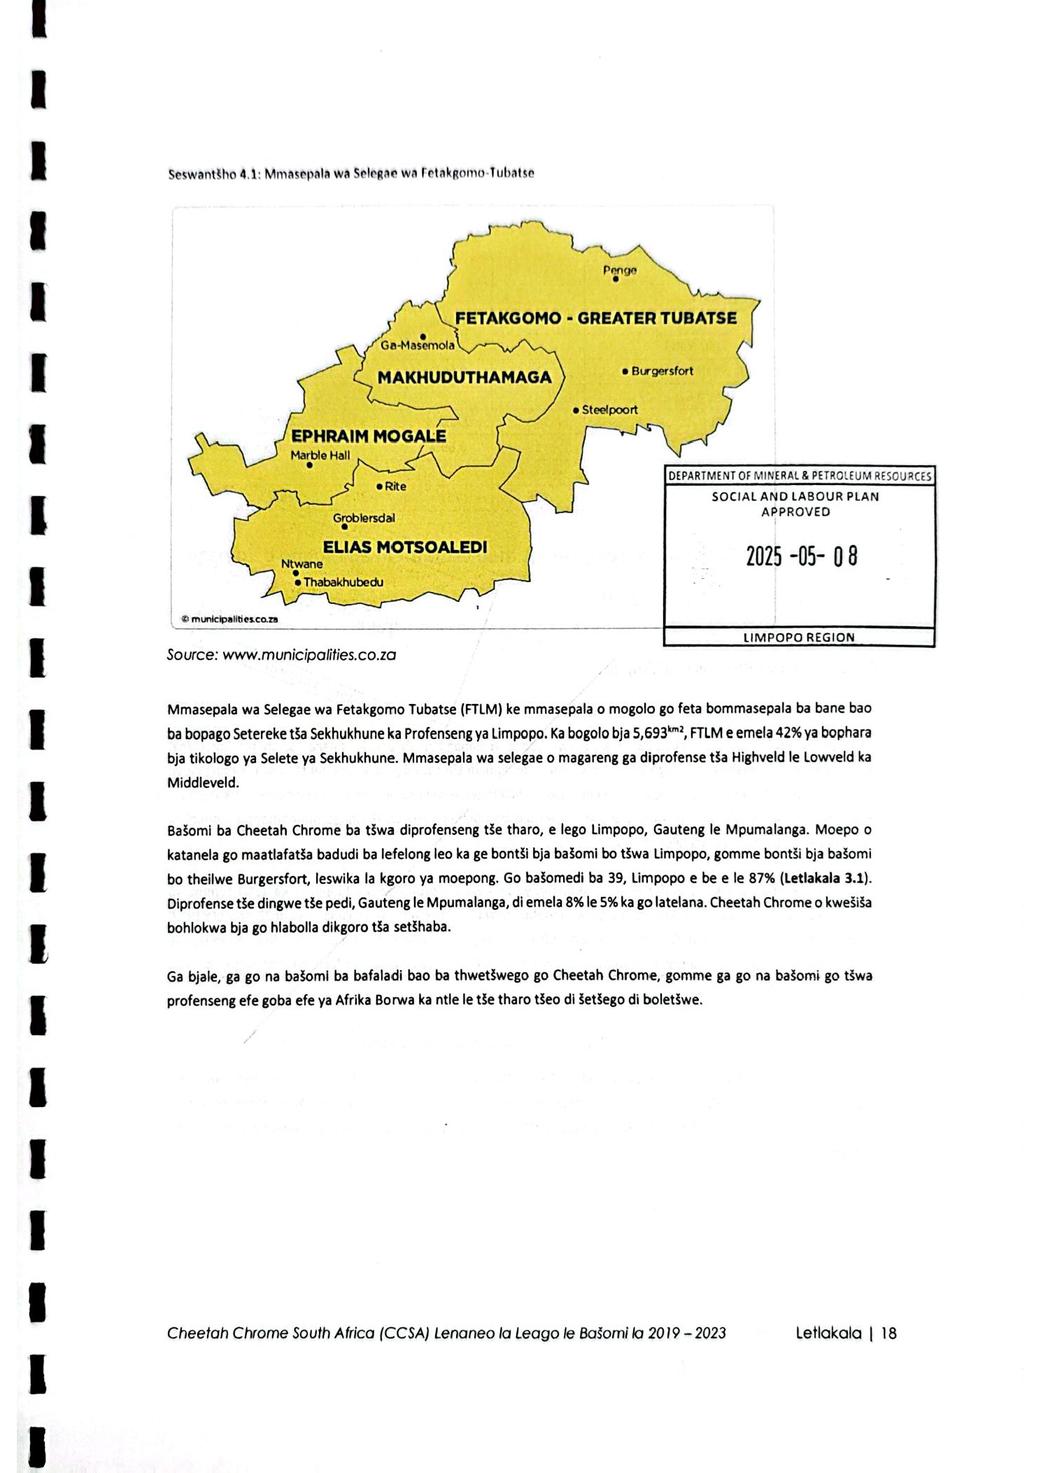 Seswantšho 4.1: Mmasepala wa Selegae wa Fetakgomo-Tubatse
Penge
FETAKGOMO - GREATER TUBATSE
Ga-Masemola
MAKHUDUTHAMAGA
Burgersfort
Steelpoort
EPHRAIM MOGALE
Marble Hall
Rite
Groblersdal
ELIAS MOTSOALEDI
Ntwane
Thabakhubedu
© municipalities.co.za
DEPARTMENT OF MINERAL & PETROLEUM RESOURCES
SOCIAL AND LABOUR PLAN
APPROVED
2025 -05- 08
LIMPOPO REGION
Source: www.municipalities.co.za
Mmasepala wa Selegae wa Fetakgomo Tubatse (FTLM) ke mmasepala o mogolo go feta bommasepala ba bane bao
ba bopago Setereke tša Sekhukhune ka Profenseng ya Limpopo. Ka bogolo bja 5,693km², FTLM e emela 42% ya bophara
bja tikologo ya Selete ya Sekhukhune. Mmasepala wa selegae o magareng ga diprofense tša Highveld le Lowveld ka
Middleveld.
Bašomi ba Cheetah Chrome ba tšwa diprofenseng tše tharo, e lego Limpopo, Gauteng le Mpumalanga. Moepo o
katanela go maatlafatša badudi ba lefelong leo ka ge bontši bja bašomi bo tšwa Limpopo, gomme bontši bja bašomi
bo theilwe Burgersfort, leswika la kgoro ya moepong. Go bašomedi ba 39, Limpopo e be e le 87% (Letlakala 3.1).
Diprofense tše dingwe tše pedi, Gauteng le Mpumalanga, di emela 8% le 5% ka go latelana. Cheetah Chrome o kwešiša
bohlokwa bja go hlabolla dikgoro tša setšhaba.
Ga bjale, ga go na bašomi ba bafaladi bao ba thwetšwego go Cheetah Chrome, gomme ga go na bašomi go tšwa
profenseng efe goba efe ya Afrika Borwa ka ntle le tše tharo tšeo di šetšego di boletšwe.
Cheetah Chrome South Africa (CCSA) Lenaneo la Leago le Bašomi la 2019 – 2023
Letlakala | 18